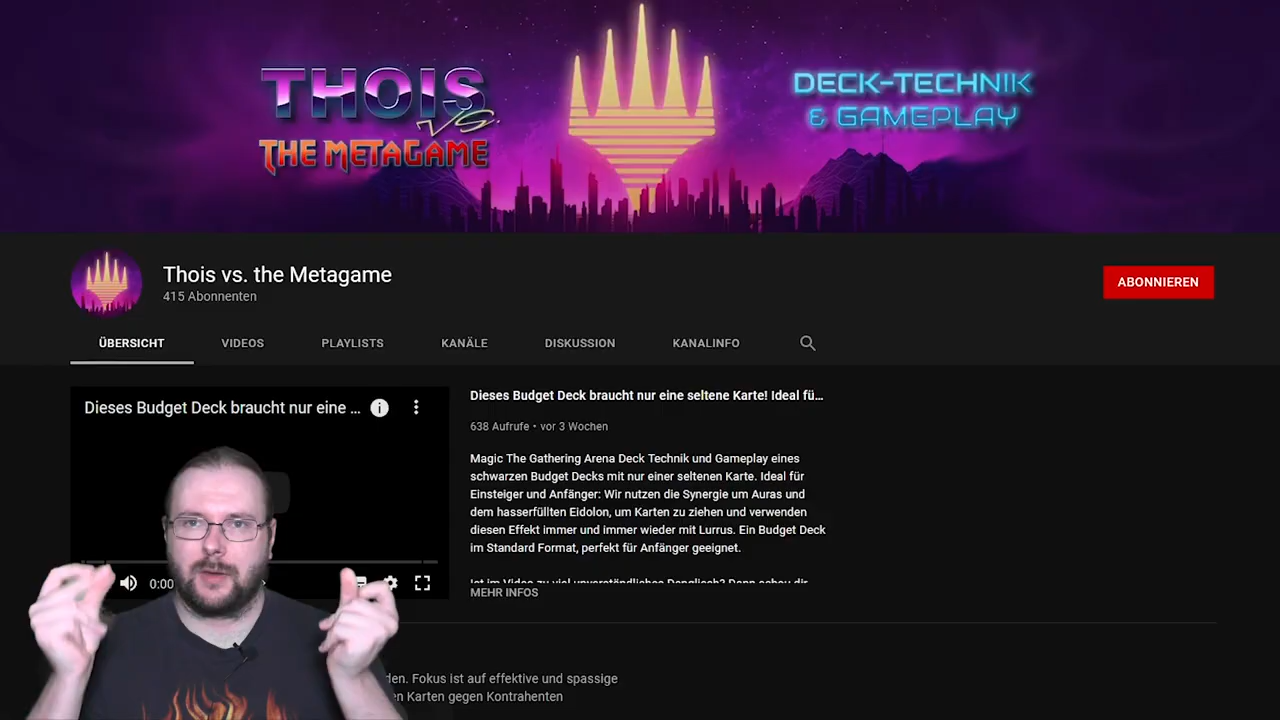 THOIS
VS.
THE METAGAME
DECK-TECHNIK
& GAMEPLAY
Thois vs. the Metagame
415 Abonnenten
ABONNIEREN
ÜBERSICHT VIDEOS PLAYLISTS KANÄLE DISKUSSION KANALINFO
Dieses Budget Deck braucht nur eine ...
0:00
Dieses Budget Deck braucht nur eine seltene Karte! Ideal fü...
638 Aufrufe • vor 3 Wochen
Magic The Gathering Arena Deck Technik und Gameplay eines
schwarzen Budget Decks mit nur einer seltenen Karte. Ideal für
Einsteiger und Anfänger: Wir nutzen die Synergie um Auras und
dem hasserfüllten Eidolon, um Karten zu ziehen und verwenden
diesen Effekt immer und immer wieder mit Lurrus. Ein Budget Deck
im Standard Format, perfekt für Anfänger geeignet.
Ist im Video zu viel unverständliches Denglisch? Dann schau dir
MEHR INFOS
den. Fokus ist auf effektive und spassige
en Karten gegen Kontrahenten